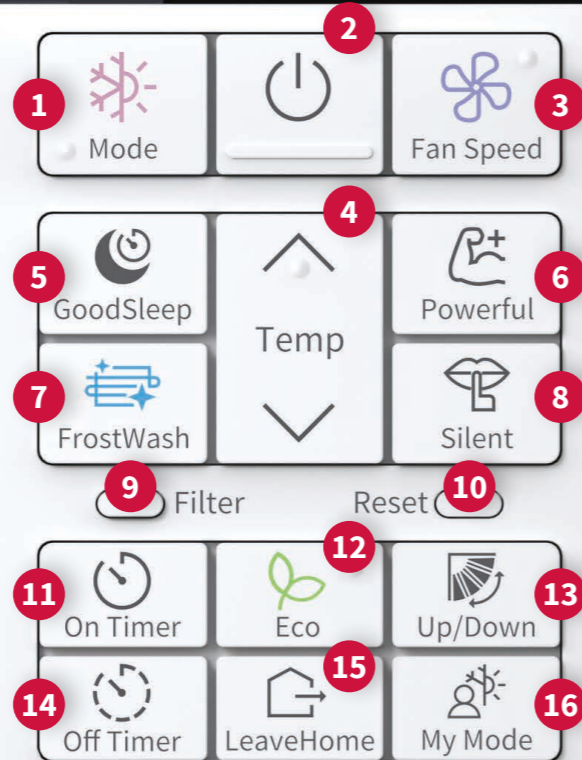 2
1 3
Mode Fan Speed
4
5 6
GoodSleep Powerful
Temp
7 8
FrostWash Silent
9 Filter Reset 10
12
11 13
On Timer Eco Up/Down
15
14 16
Off Timer LeaveHome My Mode